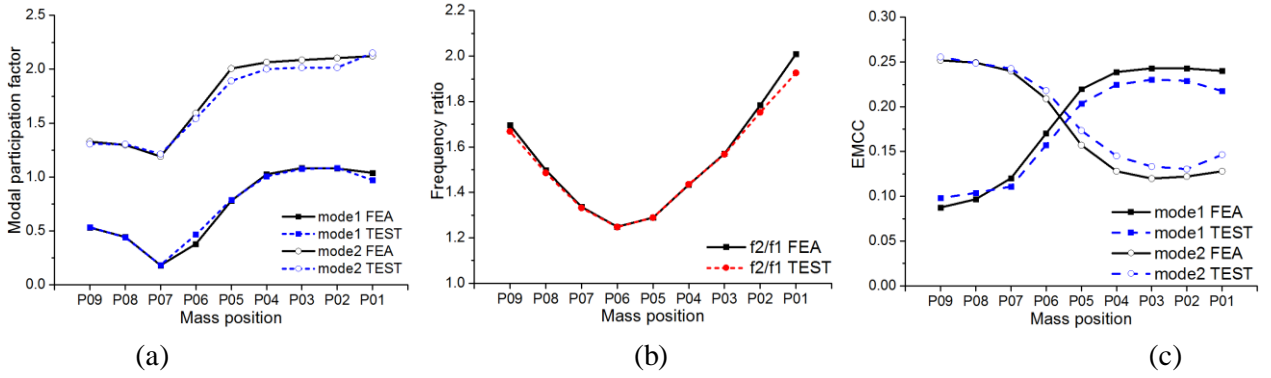 2.5
2.0
1.5
1.0
0.5
0.0
Modal participation factor
mode1 FEA
mode1 TEST
mode2 FEA
mode2 TEST
P09 P08 P07 P06 P05 P04 P03 P02 P01
Mass position
(a)
2.2
2.0
1.8
1.6
1.4
1.2
1.0
Frequency ratio
f2/f1 FEA
f2/f1 TEST
P09 P08 P07 P06 P05 P04 P03 P02 P01
Mass position
(b)
0.30
0.25
0.20
0.15
0.10
0.05
0.00
EMCC
mode1 FEA
mode1 TEST
mode2 FEA
mode2 TEST
P09 P08 P07 P06 P05 P04 P03 P02 P01
Mass position
(c)